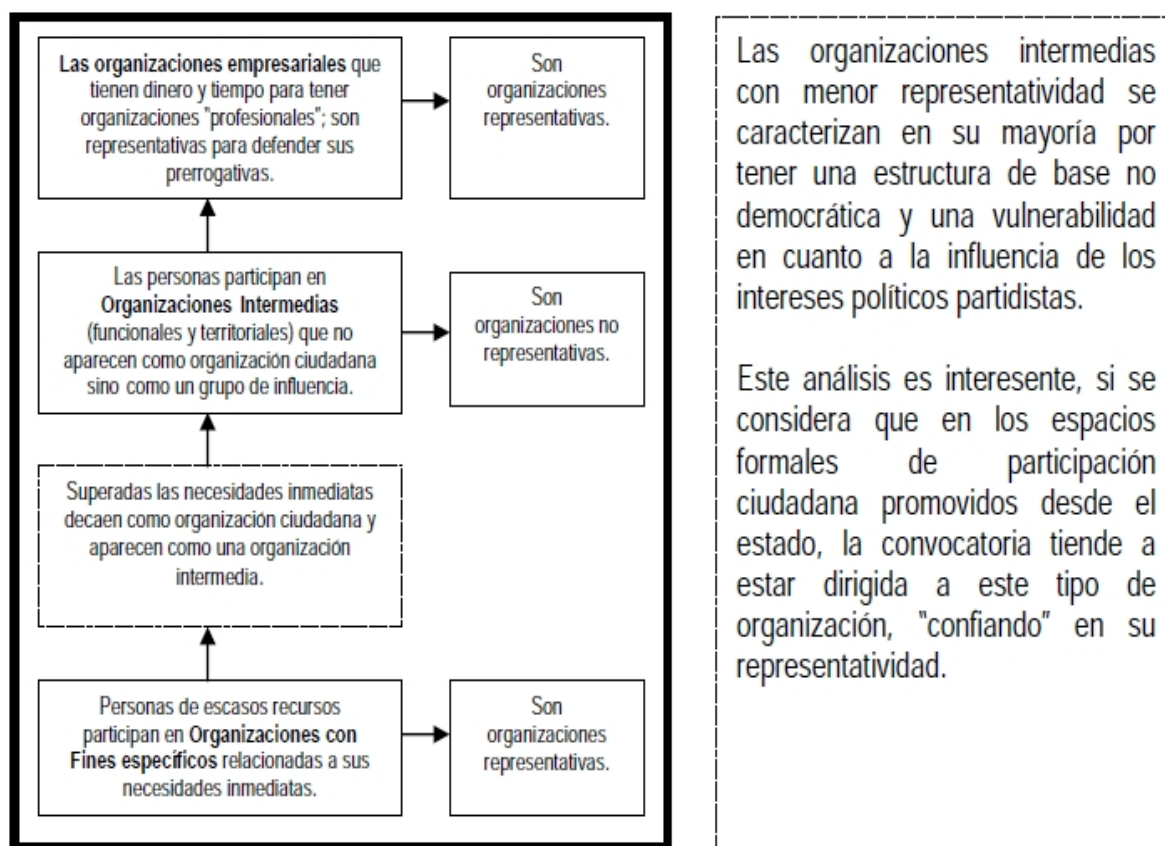 Las organizaciones empresariales que
tienen dinero y tiempo para tener
organizaciones "profesionales"; son
representativas para defender sus
prerrogativas.
Son
organizaciones
representativas.
Las personas participan en
Organizaciones Intermedias
(funcionales y territoriales) que no
aparecen como organización ciudadana
sino como un grupo de influencia.
Son
organizaciones no
representativas.
Superadas las necesidades inmediatas
decaen como organización ciudadana y
aparecen como una organización
intermedia.
Personas de escasos recursos
participan en Organizaciones con
Fines específicos relacionadas a sus
necesidades inmediatas.
Son
organizaciones
representativas.
Las organizaciones intermedias
con menor representatividad se
caracterizan en su mayoría por
tener una estructura de base no
democrática y una vulnerabilidad
en cuanto a la influencia de los
intereses políticos partidistas.
Este análisis es interesante, si se
considera que en los espacios
formales de participación
ciudadana promovidos desde el
estado, la convocatoria tiende a
estar dirigida a este tipo de
organización, "confiando" en su
representatividad.